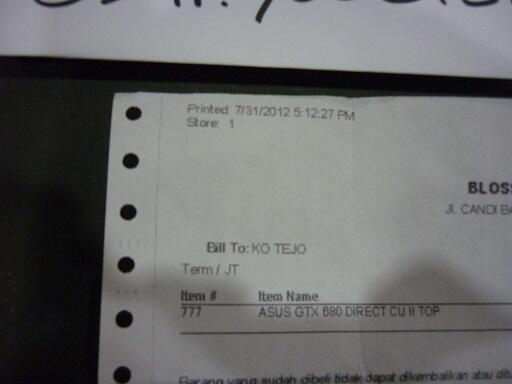 Printed: 7/31/2012 5:12:27 PM
Store: 1
BLOSS
Jl. CANDI BA
Bill To: KO TEJO
Term / JT
Item # Item Name
777 ASUS GTX 680 DIRECT CU II TOP
Barang yang sudah dibeli tidak dapat dikembalikan atau